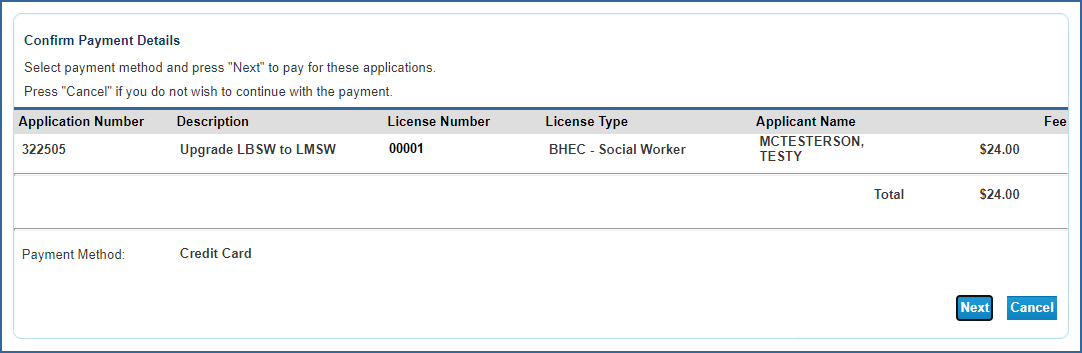 Confirm Payment Details
Select payment method and press "Next" to pay for these applications.
Press "Cancel" if you do not wish to continue with the payment.
Application Number Description License Number License Type Applicant Name Fee
322505 Upgrade LBSW to LMSW 00001 BHEC - Social Worker MCTESTERSON, TESTY $24.00
Total $24.00
Payment Method: Credit Card
Next Cancel